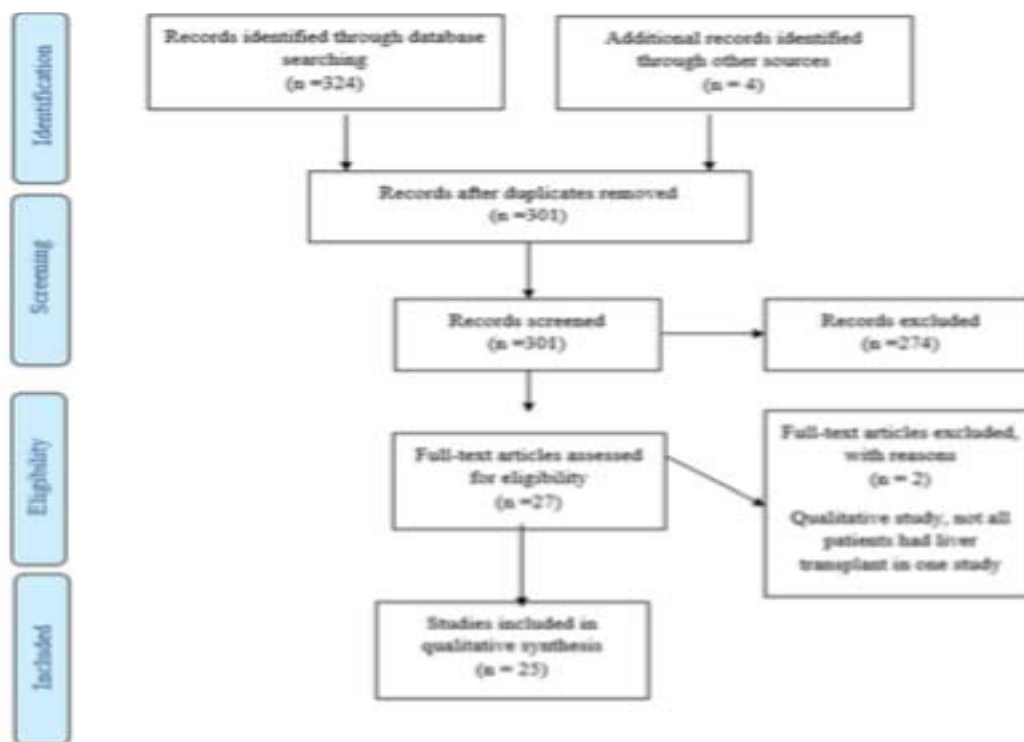 Identification
Records identified through database
searching
(n =324)
Additional records identified
through other sources
(n = 4)
Records after duplicates removed
(n =301)
Screening
Records screened
(n =301)
Records excluded
(n =274)
Eligibility
Full-text articles assessed
for eligibility
(n =27)
Full-text articles excluded,
with reasons
(n = 2)
Qualitative study, not all
patients had liver
transplant in one study
Included
Studies included in
qualitative synthesis
(n = 25)